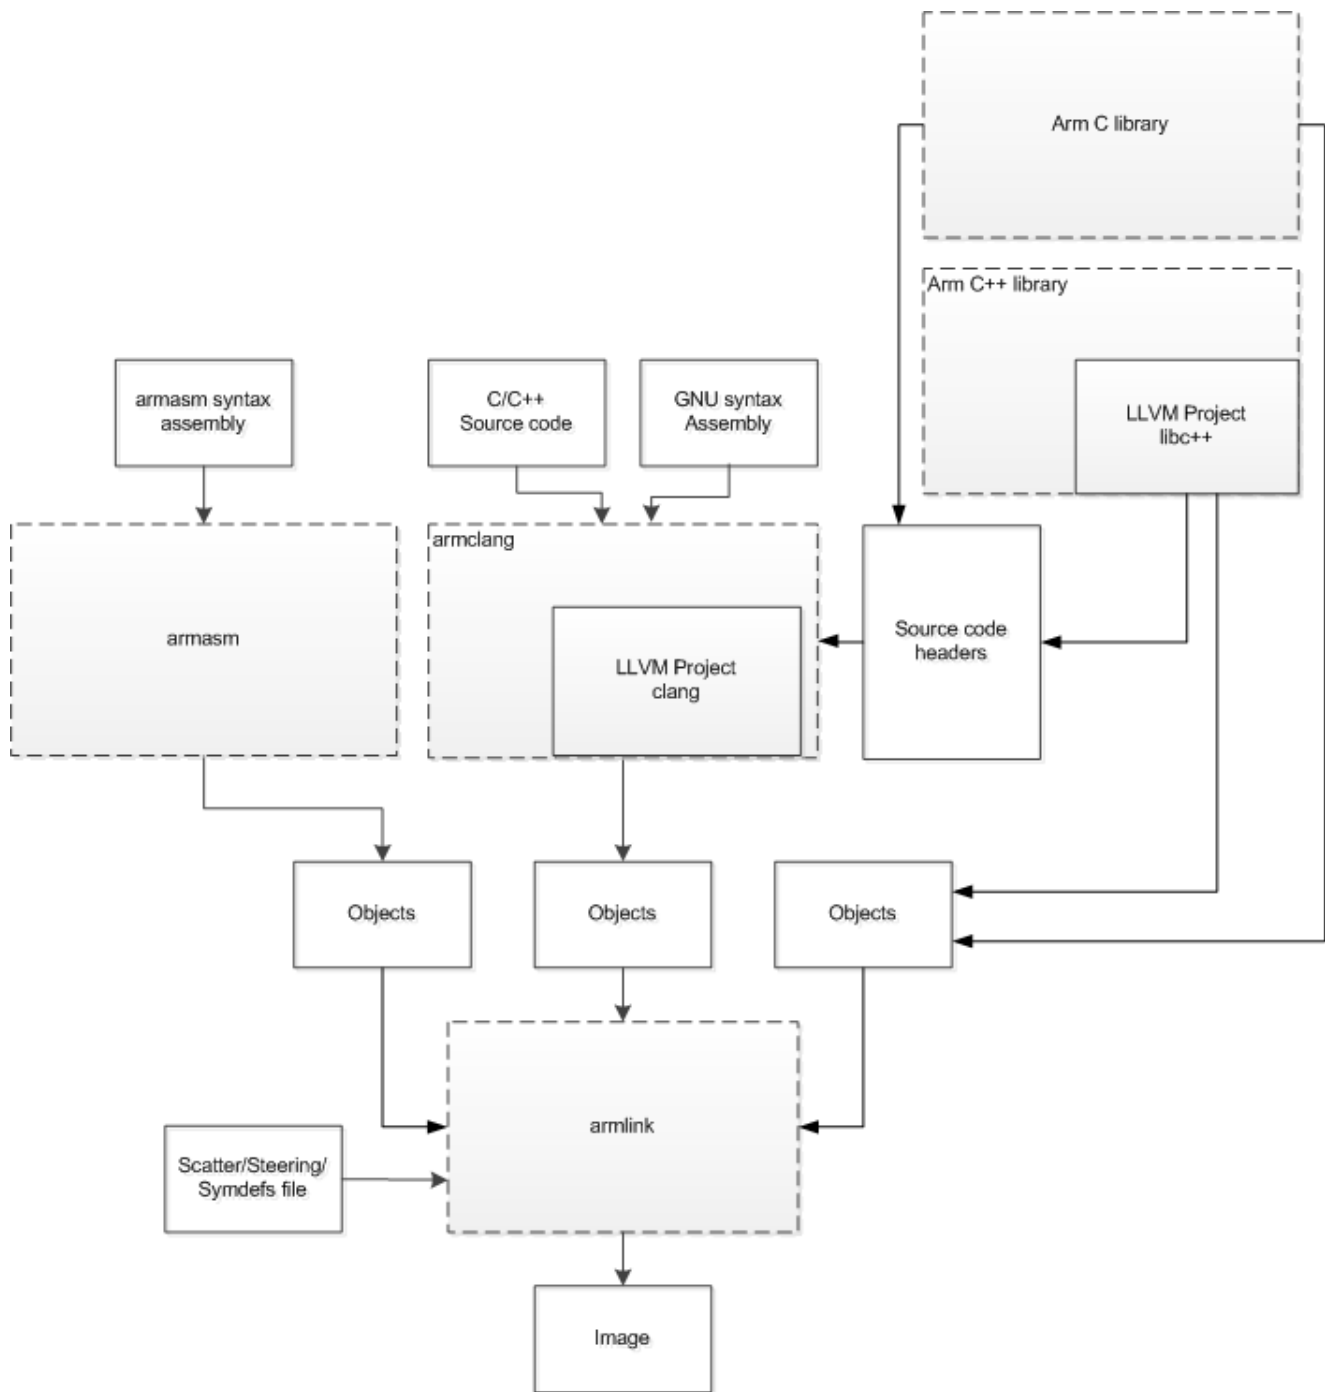 Arm C library
Arm C++ library
armasm syntax
assembly
C/C++
Source code
GNU syntax
Assembly
LLVM Project
libc++
armclang
armasm
LLVM Project
clang
Source code
headers
Objects
Objects
Objects
armlink
Scatter/Steering/
Symdefs file
Image